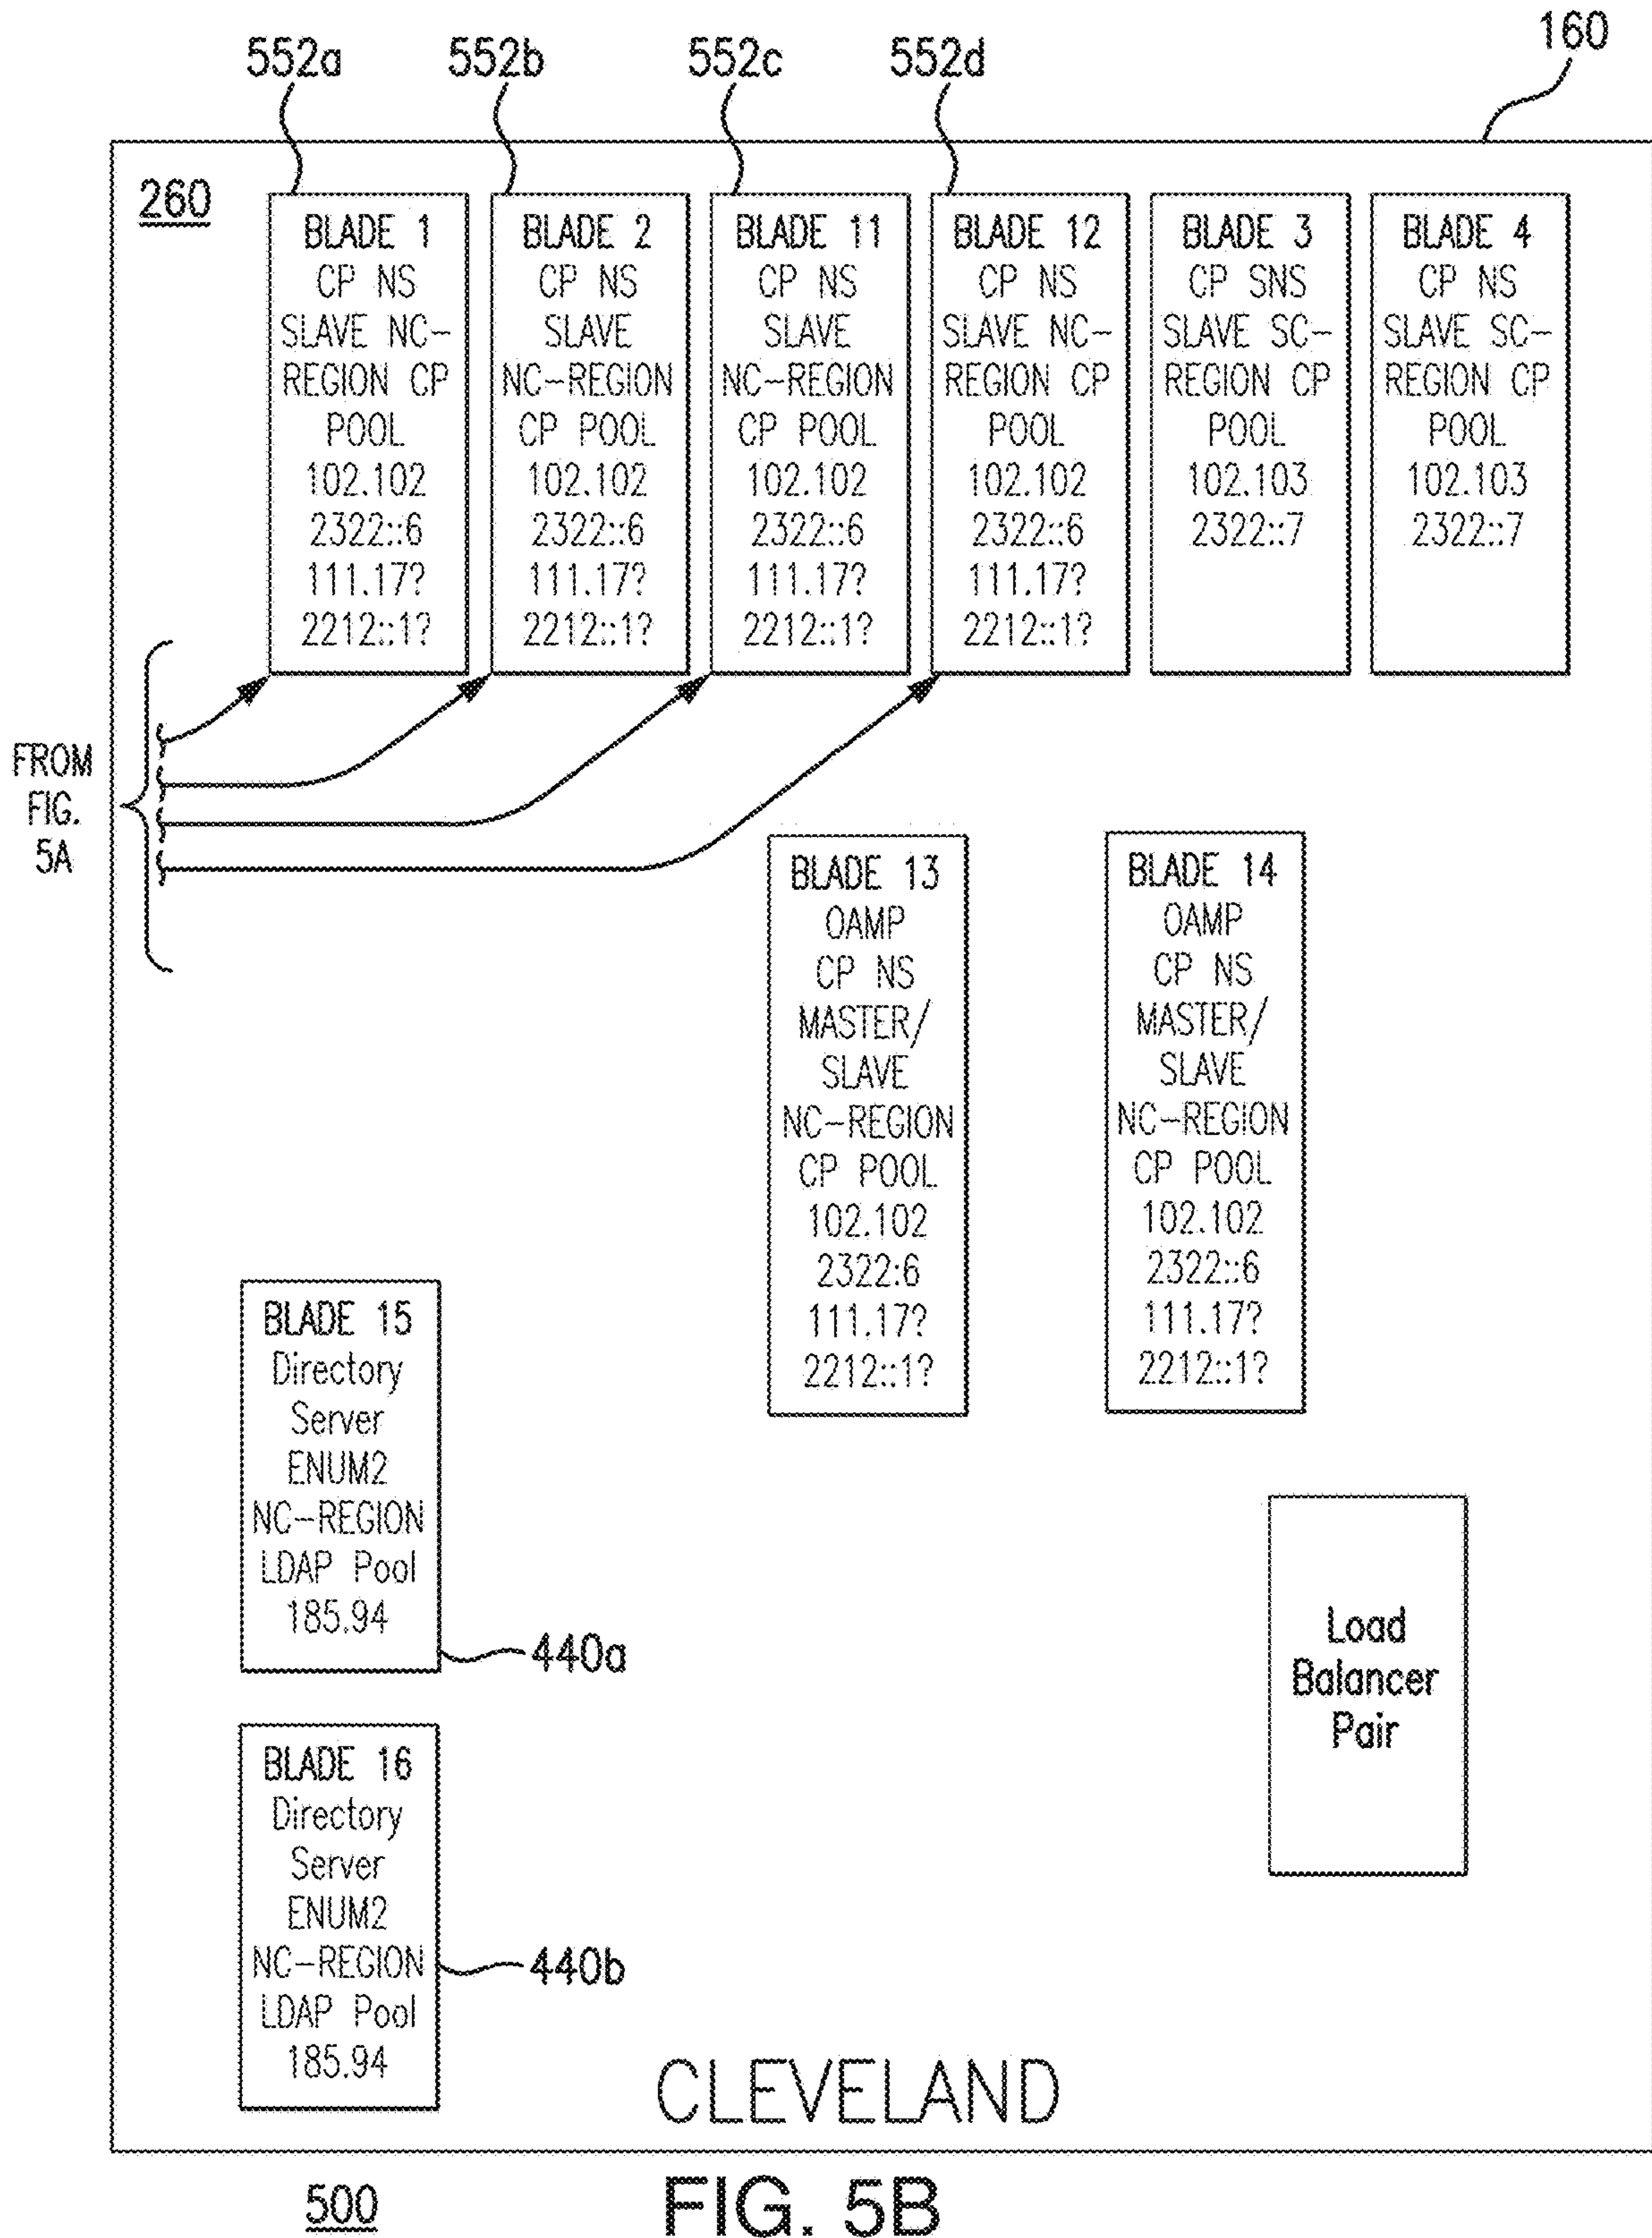 552a
552b
552c
552d
160
260
BLADE 1
CP NS
SLAVE NC-
REGION CP
POOL
102.102
2322::6
111.17?
2212::1?
BLADE 2
CP NS
SLAVE
NC-REGION
CP POOL
102.102
2322::6
111.17?
2212::1?
BLADE 11
CP NS
SLAVE
NC-REGION
CP POOL
102.102
2322::6
111.17?
2212::1?
BLADE 12
CP NS
SLAVE NC-
REGION CP
POOL
102.102
2322::6
111.17?
2212::1?
BLADE 3
CP SNS
SLAVE SC-
REGION CP
POOL
102.103
2322::7
BLADE 4
CP NS
SLAVE SC-
REGION CP
POOL
102.103
2322::7
FROM
FIG.
5A
BLADE 13
OAMP
CP NS
MASTER/
SLAVE
NC-REGION
CP POOL
102.102
2322:6
111.17?
2212::1?
BLADE 14
OAMP
CP NS
MASTER/
SLAVE
NC-REGION
CP POOL
102.102
2322::6
111.17?
2212::1?
BLADE 15
Directory
Server
ENUM2
NC-REGION
LDAP Pool
185.94
440a
BLADE 16
Directory
Server
ENUM2
NC-REGION
LDAP Pool
185.94
440b
Load
Balancer
Pair
CLEVELAND
500
FIG. 5B